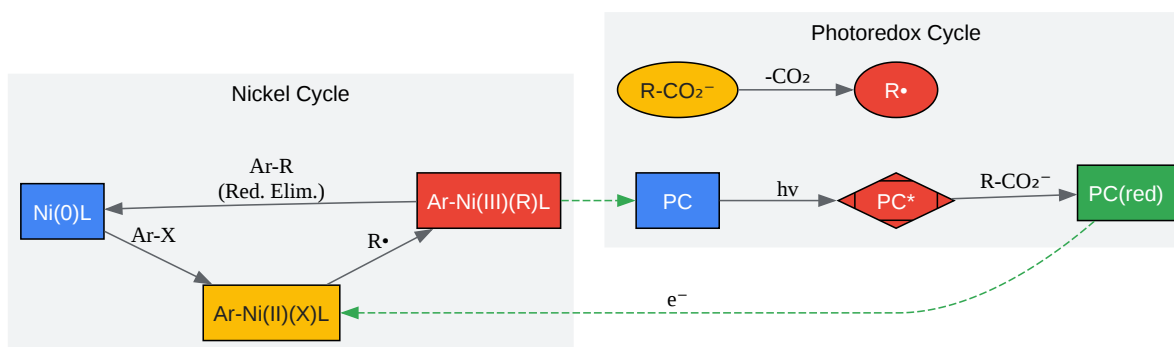 Photoredox Cycle
R-CO₂⁻
-CO₂
R•
Nickel Cycle
Ar-R
(Red. Elim.)
Ni(0)L
Ar-Ni(III)(R)L
Ar-X
R•
Ar-Ni(II)(X)L
PC
hν
PC*
R-CO₂⁻
PC(red)
e⁻